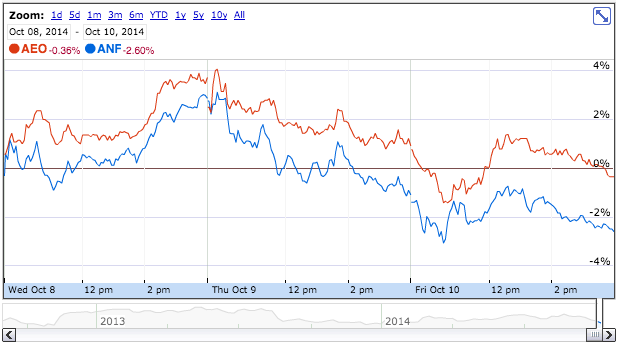 Zoom: 1d 5d 1m 3m 6m YTD 1y 5y 10y All
Oct 08, 2014 - Oct 10, 2014
AEO -0.36% ANF -2.60%
4%
2%
0%
-2%
-4%
Wed Oct 8 12 pm 2 pm Thu Oct 9 12 pm 2 pm Fri Oct 10 12 pm 2 pm
2013 2014